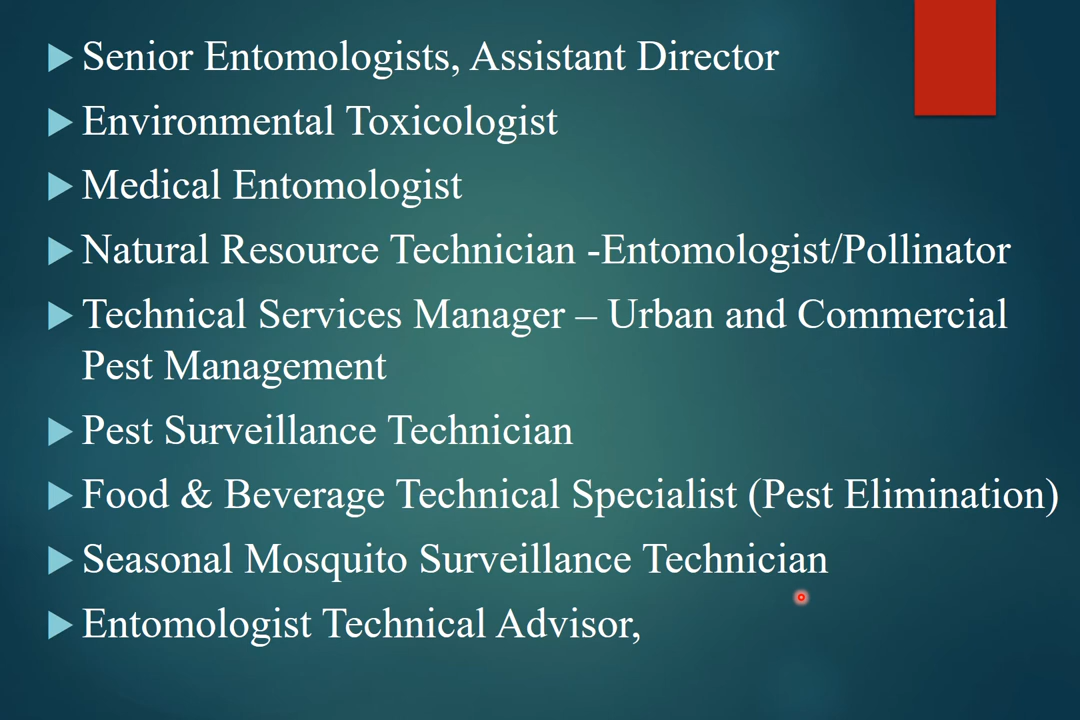 Senior Entomologists, Assistant Director
Environmental Toxicologist
Medical Entomologist
Natural Resource Technician -Entomologist/Pollinator
Technical Services Manager – Urban and Commercial
Pest Management
Pest Surveillance Technician
Food & Beverage Technical Specialist (Pest Elimination)
Seasonal Mosquito Surveillance Technician
Entomologist Technical Advisor,